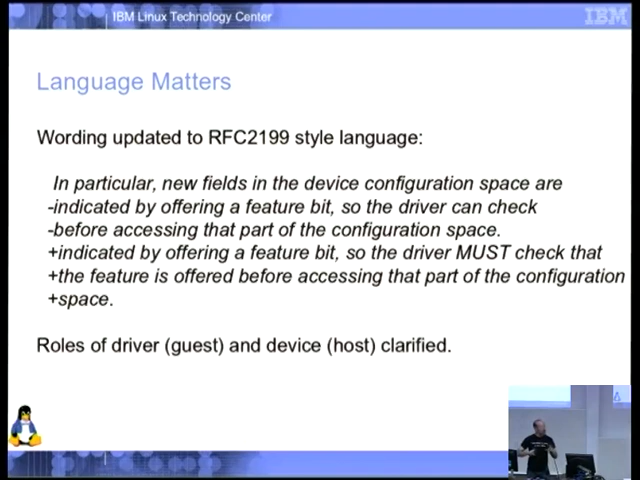 IBM Linux Technology Center
IBM
Language Matters
Wording updated to RFC2199 style language:
In particular, new fields in the device configuration space are
-indicated by offering a feature bit, so the driver can check
-before accessing that part of the configuration space.
+indicated by offering a feature bit, so the driver MUST check that
+the feature is offered before accessing that part of the configuration
+space.
Roles of driver (guest) and device (host) clarified.